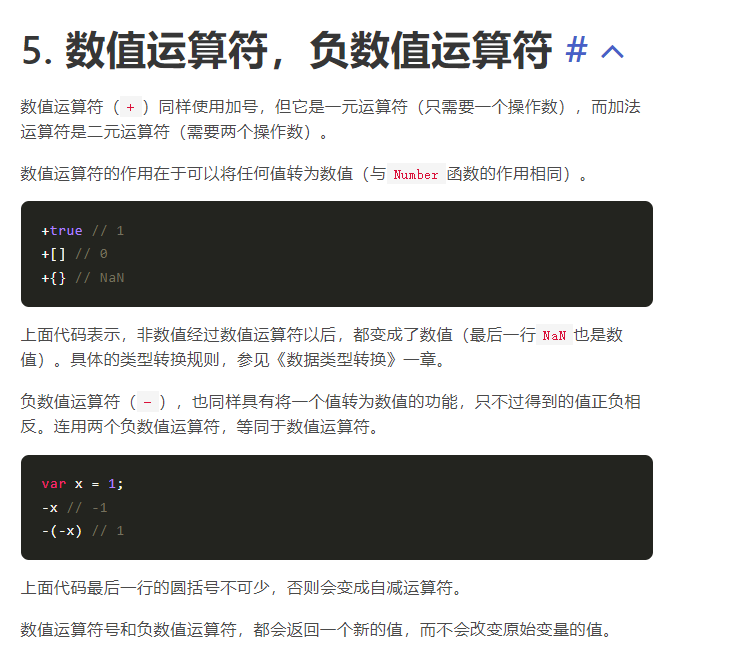 5. 数值运算符，负数值运算符 #
数值运算符（+）同样使用加号，但它是一元运算符（只需要一个操作数），而加法
运算符是二元运算符（需要两个操作数）。
数值运算符的作用在于可以将任何值转为数值（与Number函数的作用相同）。
+true // 1
+[] // 0
+{} // NaN
上面代码表示，非数值经过数值运算符以后，都变成了数值（最后一行NaN也是数
值）。具体的类型转换规则，参见《数据类型转换》一章。
负数值运算符（-），也同样具有将一个值转为数值的功能，只不过得到的值正负相
反。连用两个负数值运算符，等同于数值运算符。
var x = 1;
-x // -1
-(-x) // 1
上面代码最后一行的圆括号不可少，否则会变成自减运算符。
数值运算符号和负数值运算符，都会返回一个新的值，而不会改变原始变量的值。